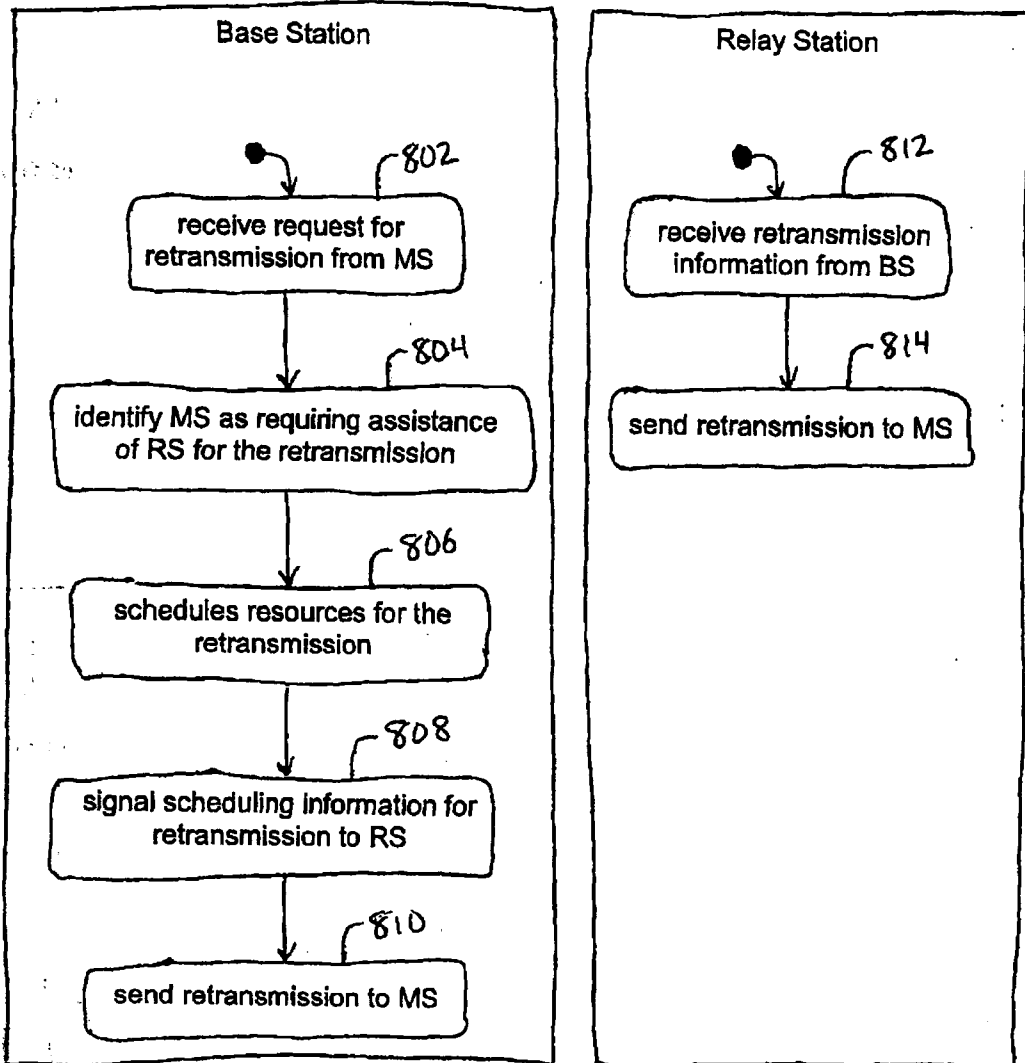 Base Station
802
receive request for
retransmission from MS
804
identify MS as requiring assistance
of RS for the retransmission
806
schedules resources for the
retransmission
808
signal scheduling information for
retransmission to RS
810
send retransmission to MS
Relay Station
812
receive retransmission
information from BS
814
send retransmission to MS